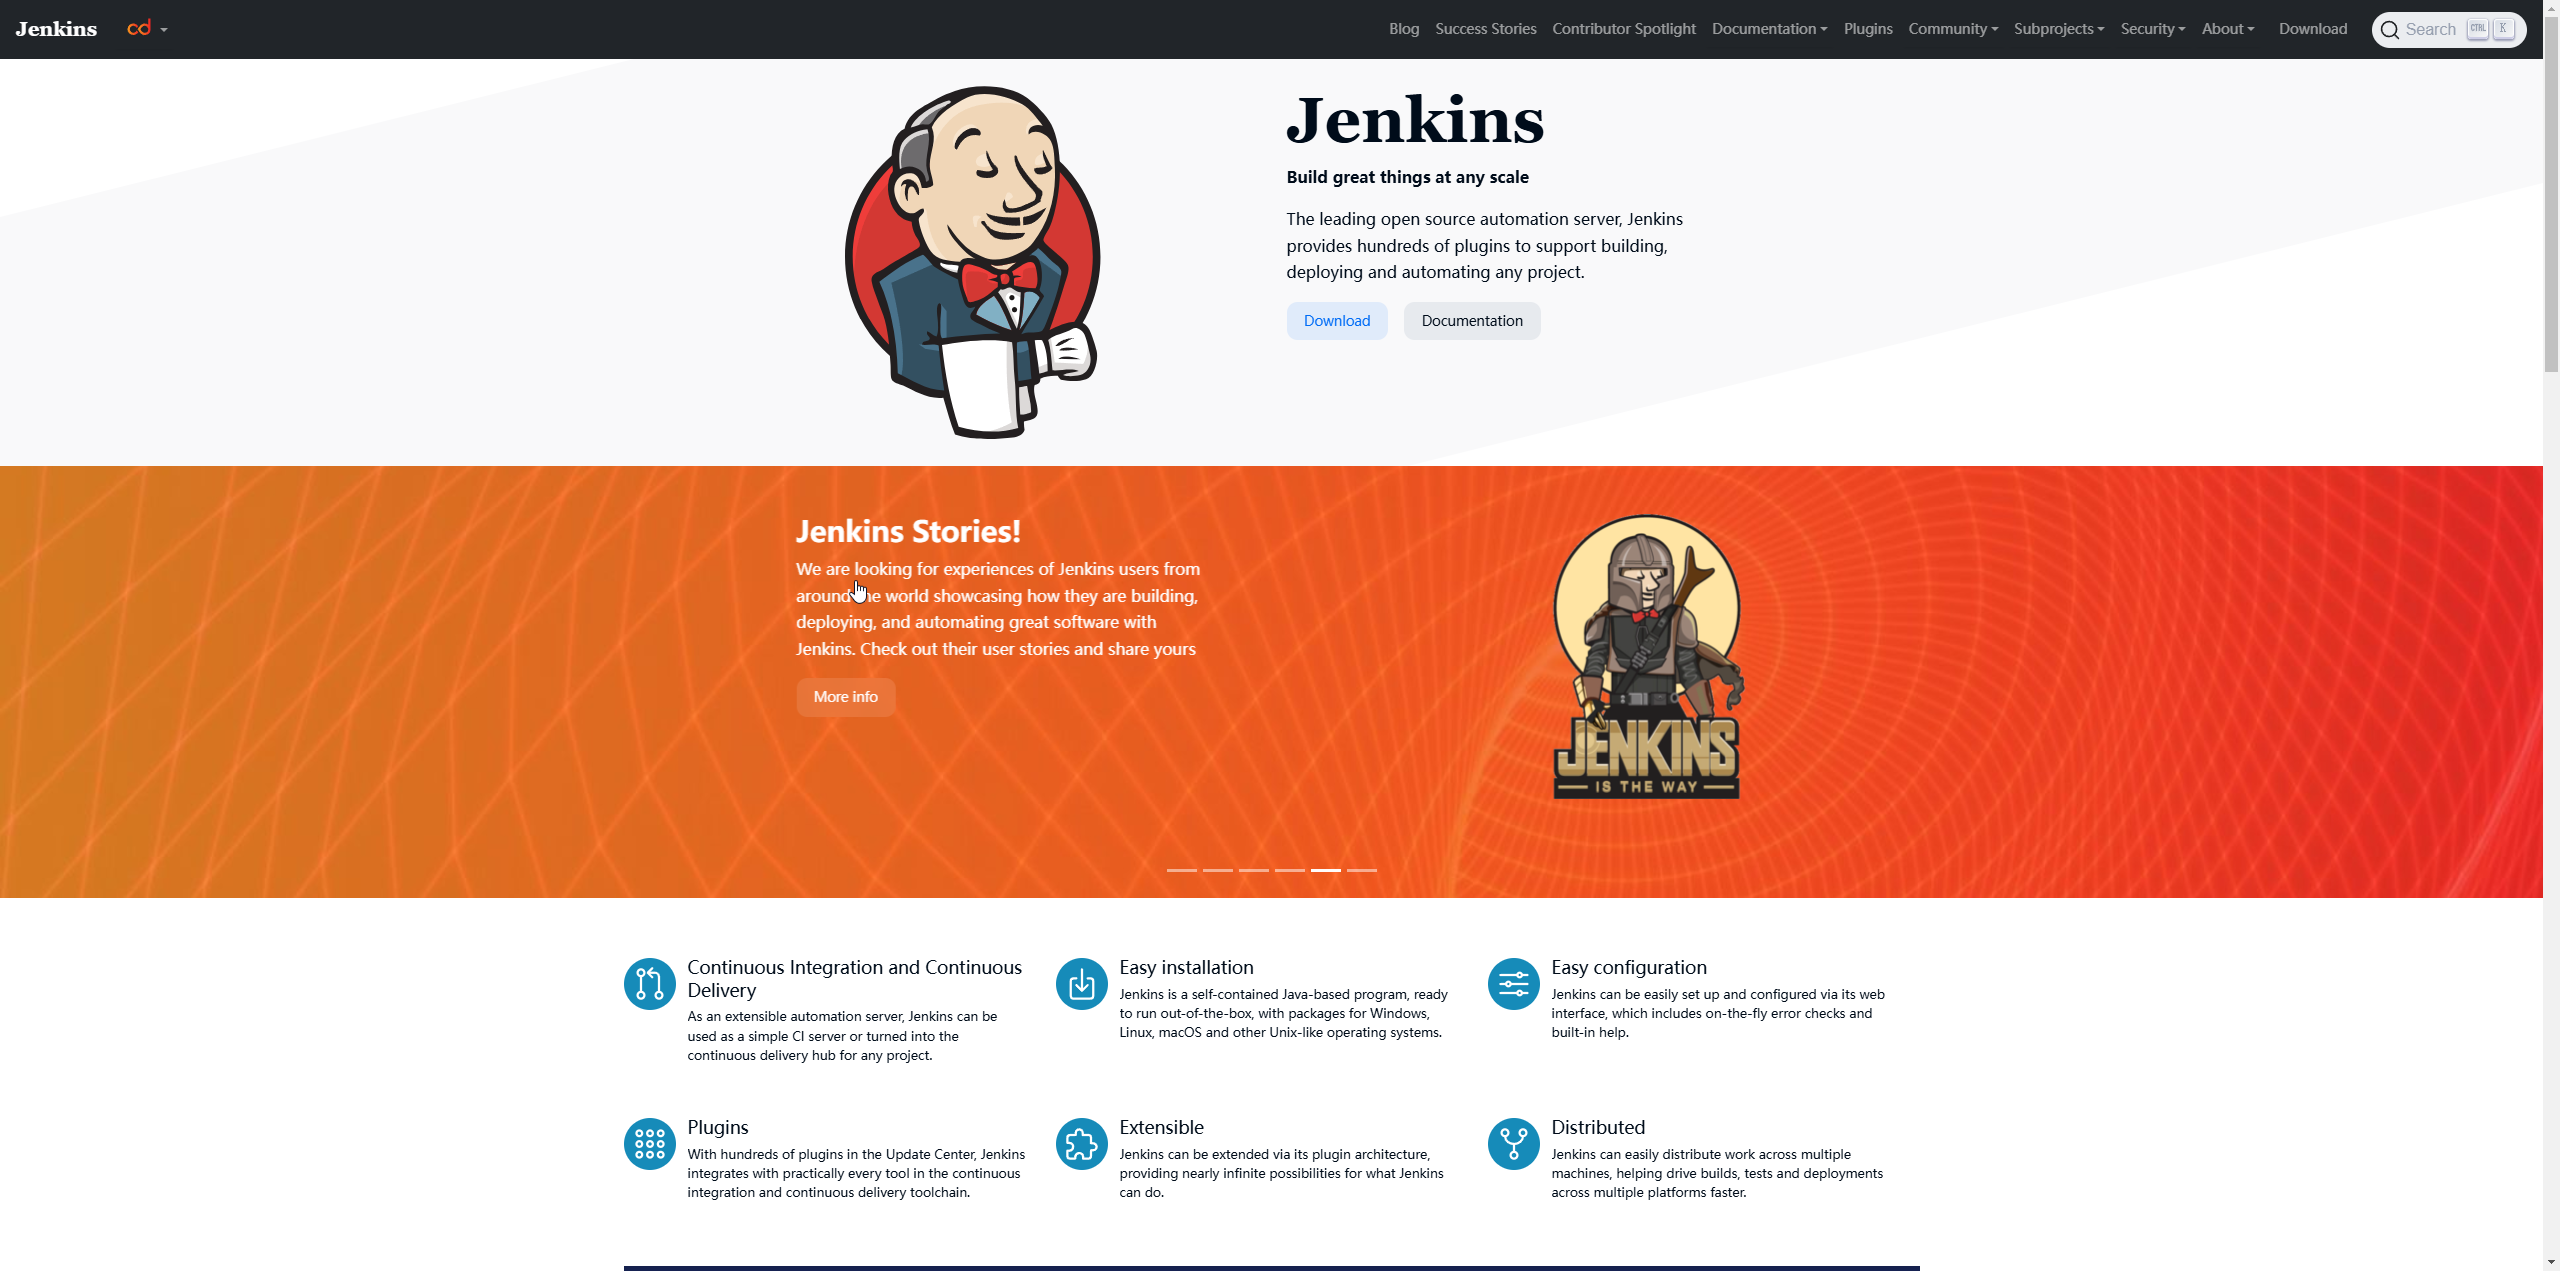 Jenkins
cd
Blog
Success Stories
Contributor Spotlight
Documentation
Plugins
Community
Subprojects
Security
About
Download
Search
CTRL
K
Jenkins
Build great things at any scale
The leading open source automation server, Jenkins
provides hundreds of plugins to support building,
deploying and automating any project.
Download
Documentation
Jenkins Stories!
We are looking for experiences of Jenkins users from
around the world showcasing how they are building,
deploying, and automating great software with
Jenkins. Check out their user stories and share yours
More info
JENKINS
IS THE WAY
Continuous Integration and Continuous
Delivery
As an extensible automation server, Jenkins can be
used as a simple CI server or turned into the
continuous delivery hub for any project.
Easy installation
Jenkins is a self-contained Java-based program, ready
to run out-of-the-box, with packages for Windows,
Linux, macOS and other Unix-like operating systems.
Easy configuration
Jenkins can be easily set up and configured via its web
interface, which includes on-the-fly error checks and
built-in help.
Plugins
With hundreds of plugins in the Update Center, Jenkins
integrates with practically every tool in the continuous
integration and continuous delivery toolchain.
Extensible
Jenkins can be extended via its plugin architecture,
providing nearly infinite possibilities for what Jenkins
can do.
Distributed
Jenkins can easily distribute work across multiple
machines, helping drive builds, tests and deployments
across multiple platforms faster.